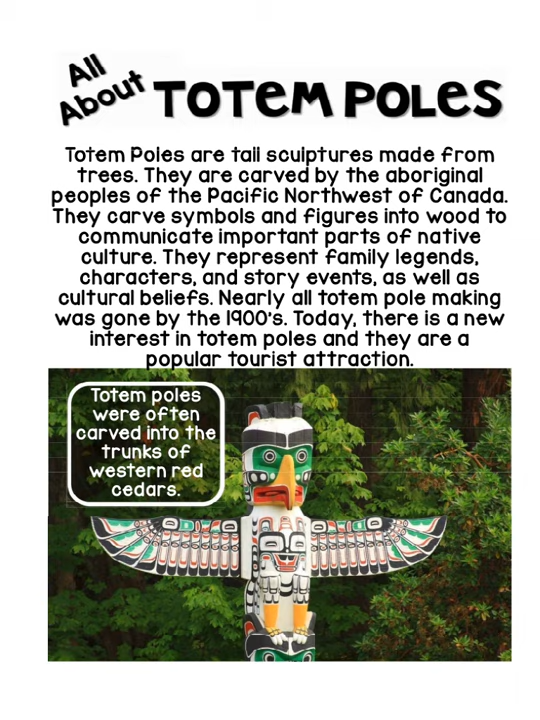 All
About TOTEM POLES
Totem Poles are tall sculptures made from
trees. They are carved by the aboriginal
peoples of the Pacific Northwest of Canada.
They carve symbols and figures into wood to
communicate important parts of native
culture. They represent family legends,
characters, and story events, as well as
cultural beliefs. Nearly all totem pole making
was gone by the 1900's. Today, there is a new
interest in totem poles and they are a
popular tourist attraction.
Totem poles
were often
carved into the
trunks of
western red
cedars.